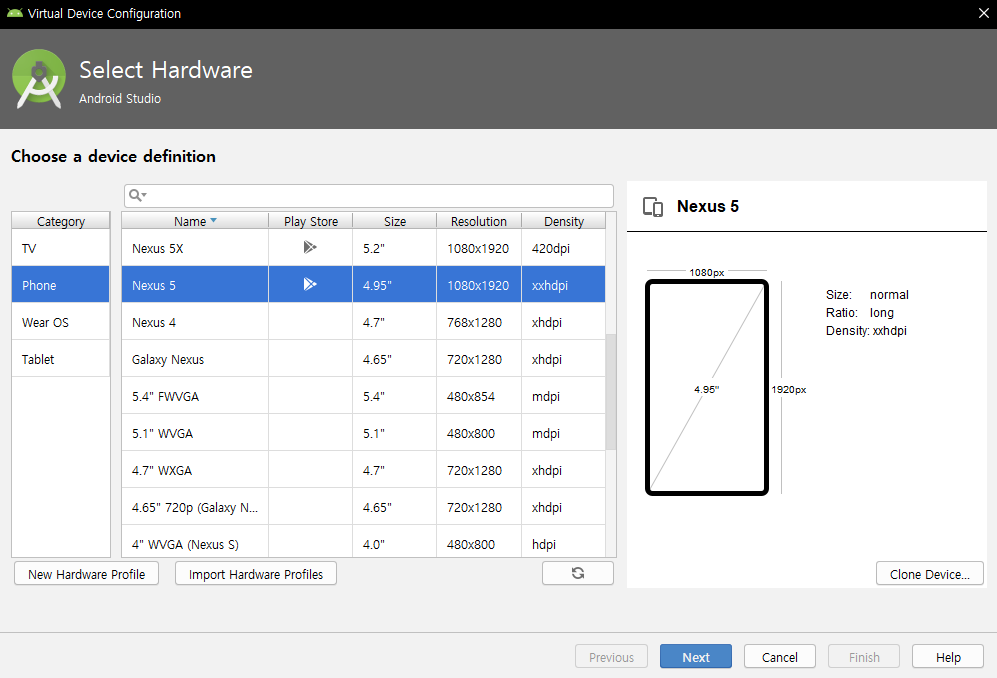 Virtual Device Configuration
Select Hardware
Android Studio
Choose a device definition
Category
TV
Phone
Wear OS
Tablet
Name Play Store Size Resolution Density
Nexus 5X 5.2" 1080x1920 420dpi
Nexus 5 4.95" 1080x1920 xxhdpi
Nexus 4 4.7" 768x1280 xhdpi
Galaxy Nexus 4.65" 720x1280 xhdpi
5.4" FWVGA 5.4" 480x854 mdpi
5.1" WVGA 5.1" 480x800 mdpi
4.7" WXGA 4.7" 720x1280 xhdpi
4.65" 720p (Galaxy N... 4.65" 720x1280 xhdpi
4" WVGA (Nexus S) 4.0" 480x800 hdpi
New Hardware Profile Import Hardware Profiles
Nexus 5
1080px
4.95"
1920px
Size: normal
Ratio: long
Density: xxhdpi
Clone Device...
Previous Next Cancel Finish Help